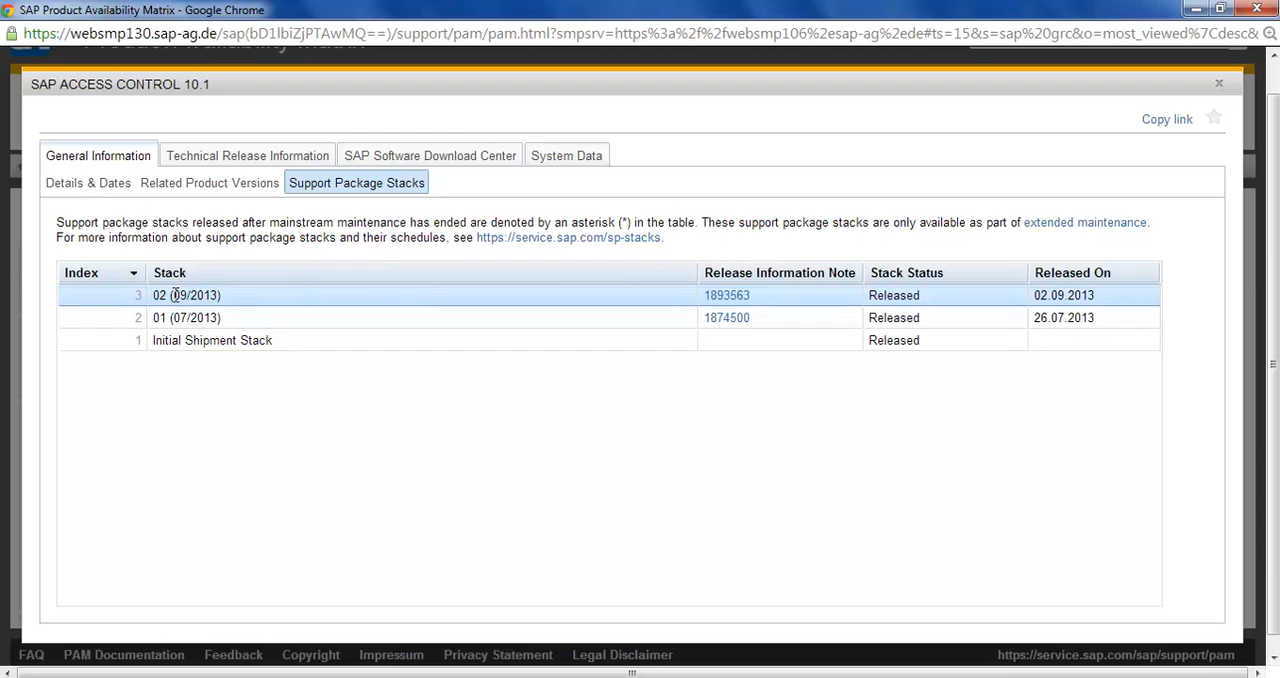 SAP Product Availability Matrix - Google Chrome
https://websmp130.sap-ag.de/sap(bD1lbiZjPTAwMQ==)/support/pam/pam.html?smpsrv=https%3a%2f%2fwebsmp106%2esap-ag%2ede#ts=15&s=sap%20grc&o=most_viewed%7Cdesc&
SAP ACCESS CONTROL 10.1 x
Copy link
General Information Technical Release Information SAP Software Download Center System Data
Details & Dates Related Product Versions Support Package Stacks
Support package stacks released after mainstream maintenance has ended are denoted by an asterisk (*) in the table. These support package stacks are only available as part of extended maintenance.
For more information about support package stacks and their schedules, see https://service.sap.com/sp-stacks.
Index Stack Release Information Note Stack Status Released On
3 02 (09/2013) 1893563 Released 02.09.2013
2 01 (07/2013) 1874500 Released 26.07.2013
1 Initial Shipment Stack Released
FAQ PAM Documentation Feedback Copyright Impressum Privacy Statement Legal Disclaimer https://service.sap.com/sap/support/pam